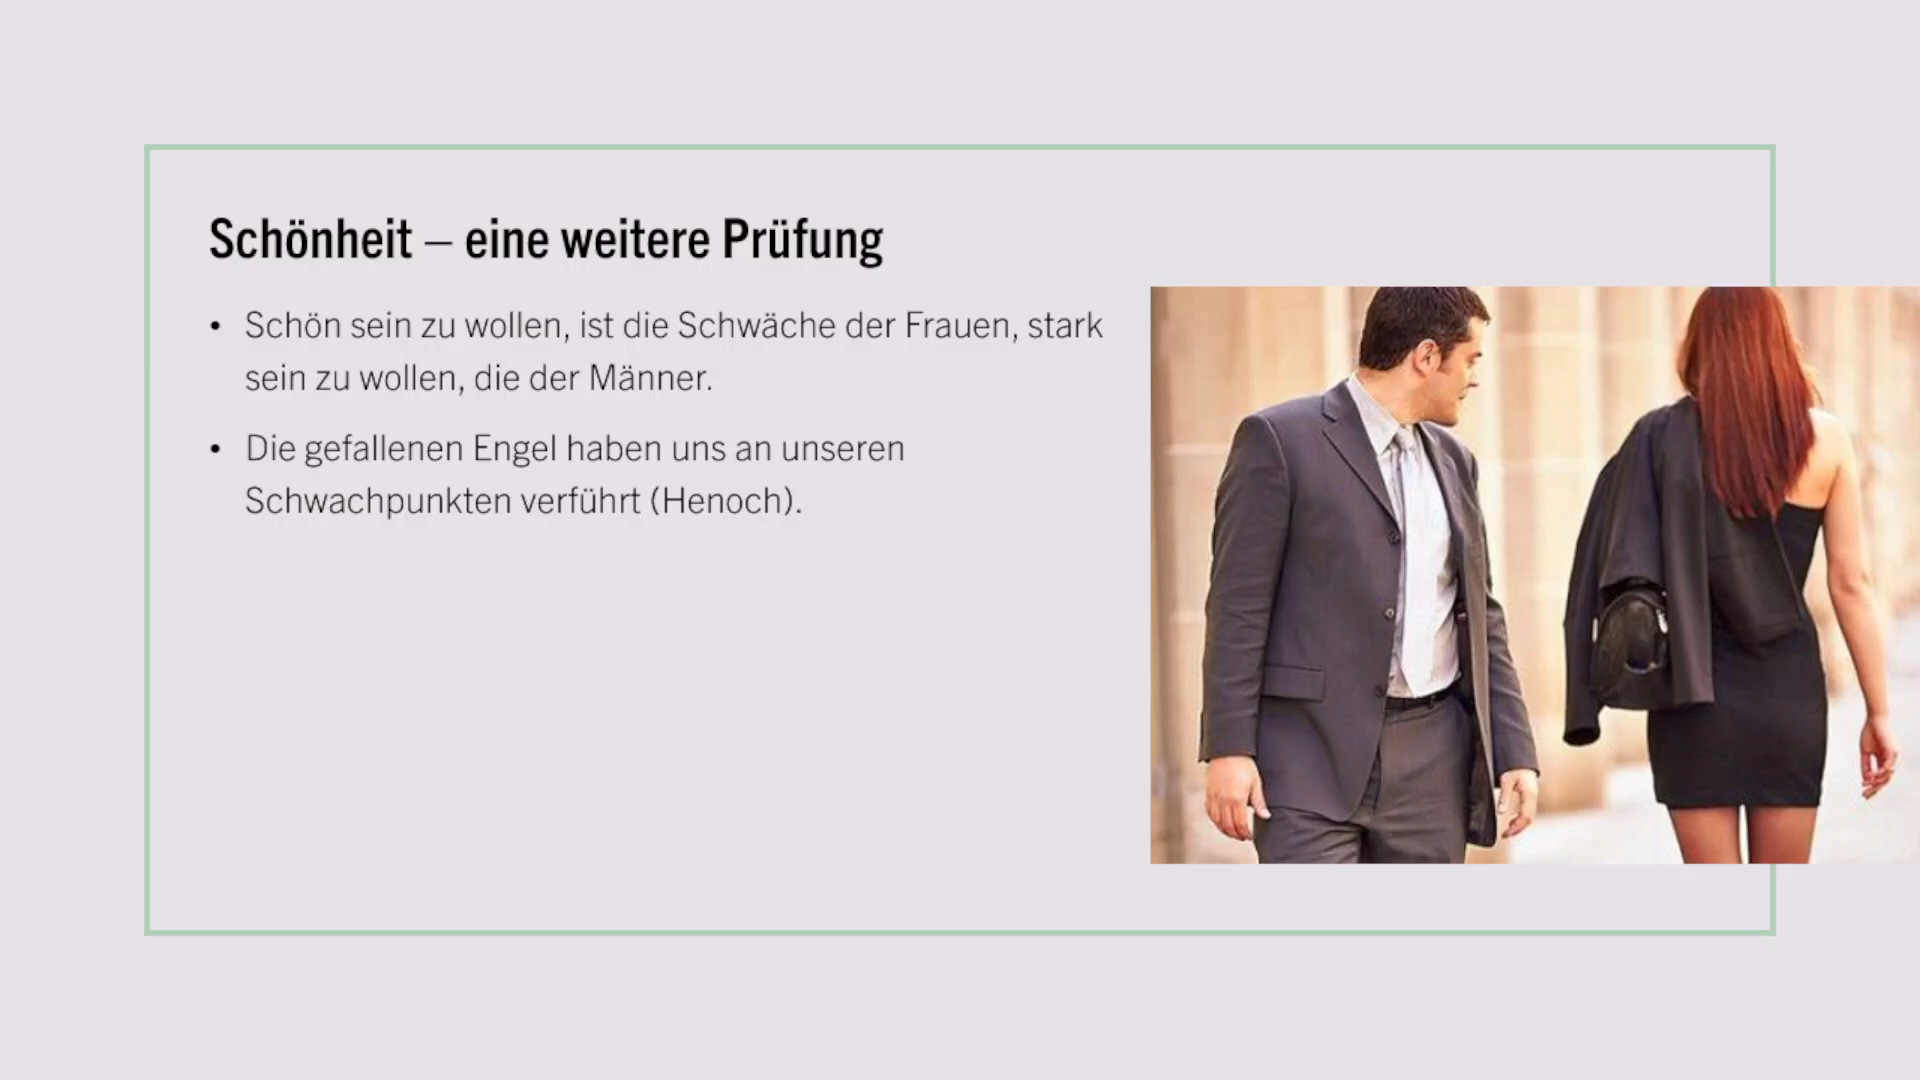 Schönheit – eine weitere Prüfung
• Schön sein zu wollen, ist die Schwäche der Frauen, stark
sein zu wollen, die der Männer.
• Die gefallenen Engel haben uns an unseren
Schwachpunkten verführt (Henoch).